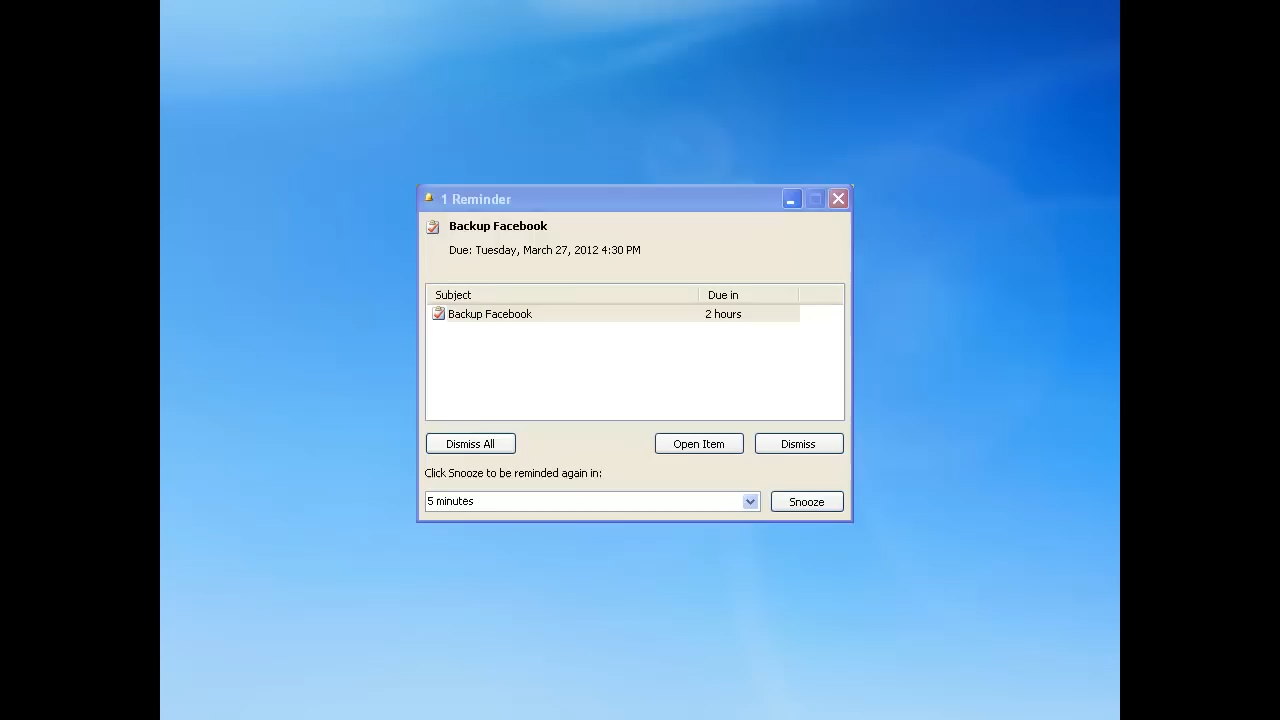 1 Reminder
Backup Facebook
Due: Tuesday, March 27, 2012 4:30 PM
Subject Due in
Backup Facebook 2 hours
Dismiss All Open Item Dismiss
Click Snooze to be reminded again in:
5 minutes Snooze